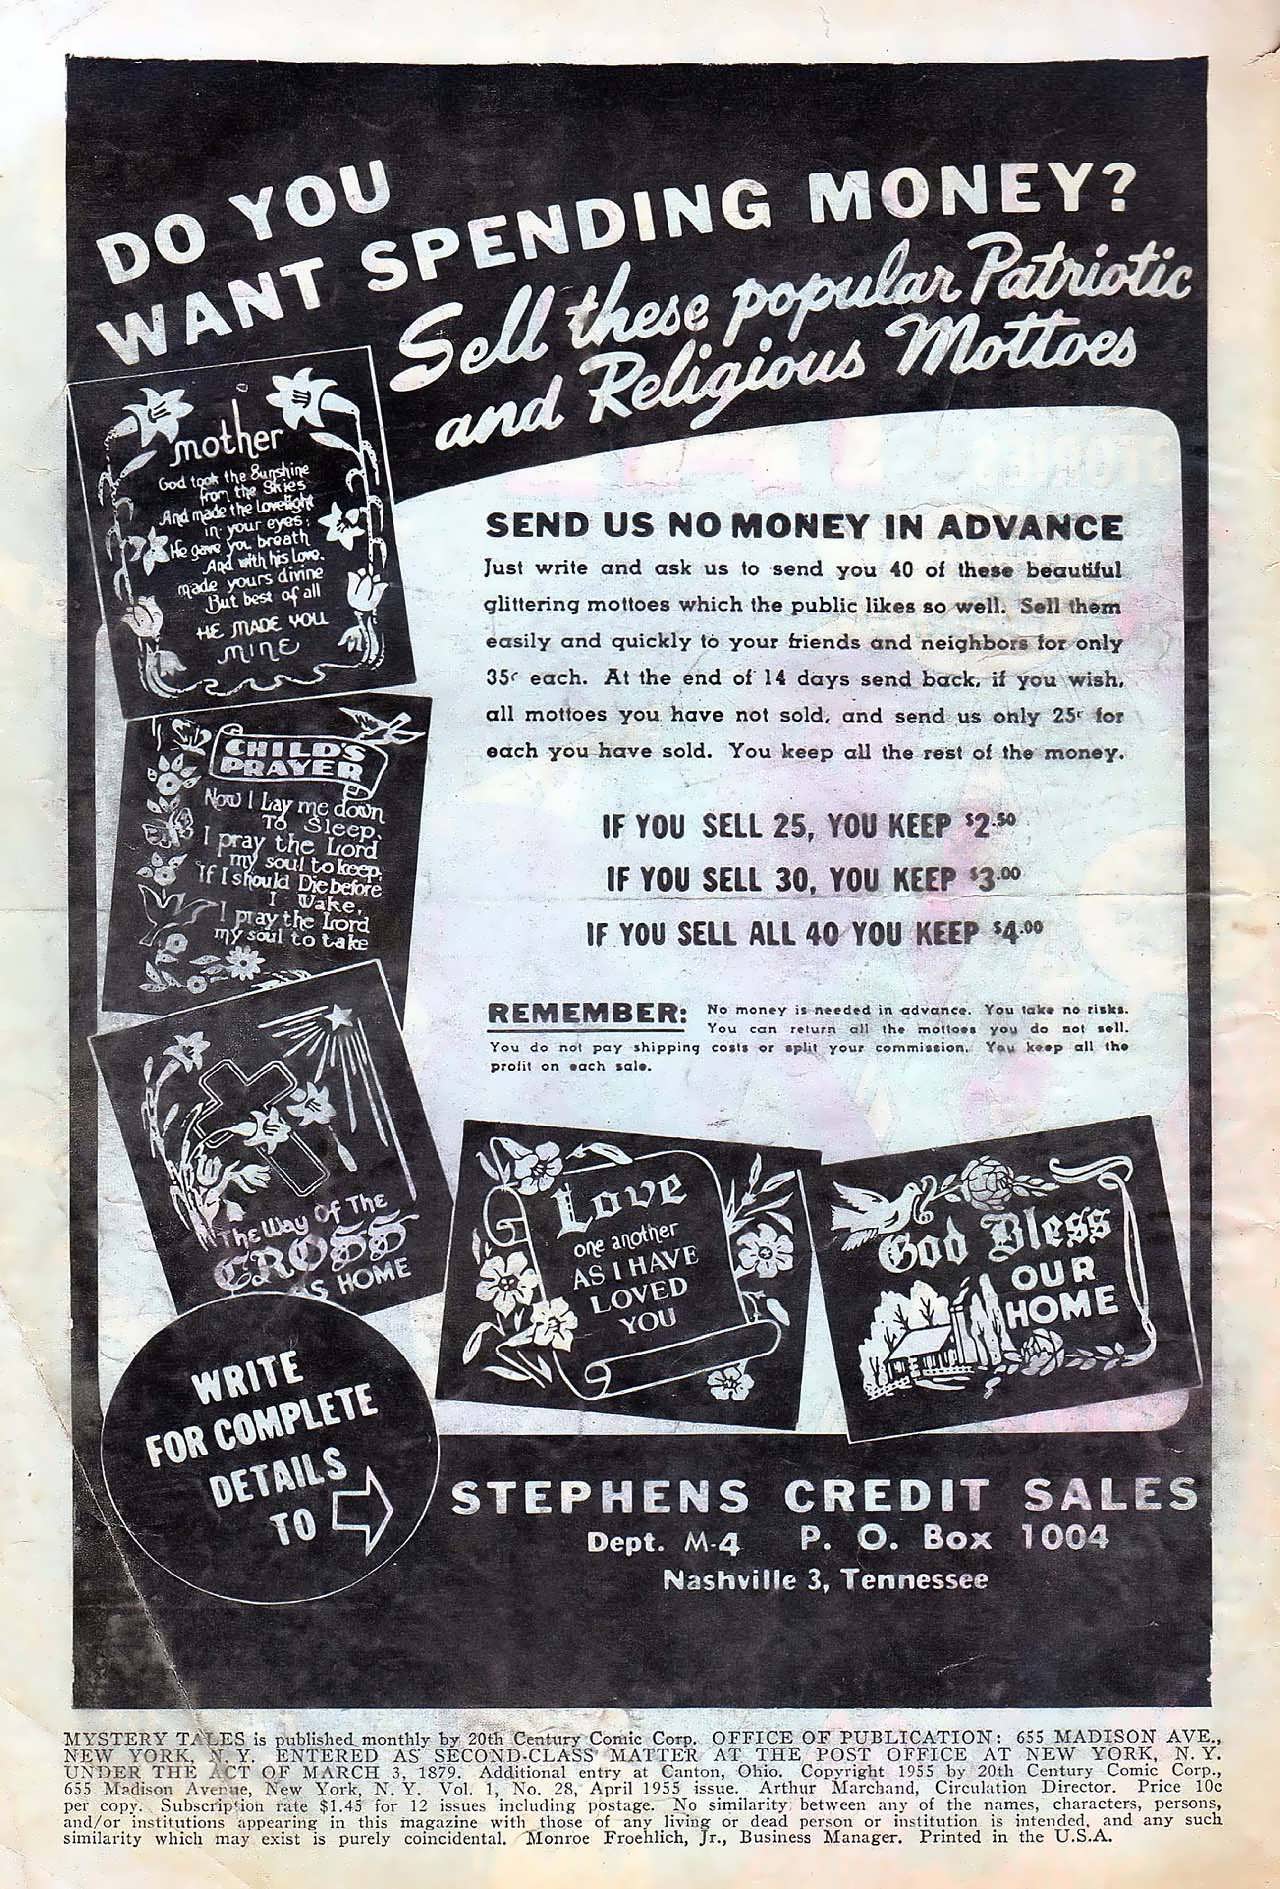 DO YOU
WANT SPENDING MONEY?
Sell these popular Patriotic
and Religious Mottoes
mother
God took the Sunshine
from the Skies
And made the Lovelight
in your eyes;
He gave you breath
And with his Love.
made yours divine
But best of all
HE MADE YOU
MINE
CHILD'S
PRAYER
Now I Lay me down
To Sleep,
I pray the Lord
my soul to keep.
If I should Die before
I Wake,
I pray the Lord
my soul to take
The Way Of The
CROSS
HOME
SEND US NO MONEY IN ADVANCE
Just write and ask us to send you 40 of these beautiful
glittering mottoes which the public likes so well. Sell them
easily and quickly to your friends and neighbors for only
35c each. At the end of 14 days send back, if you wish,
all mottoes you have not sold, and send us only 25c for
each you have sold. You keep all the rest of the money.
IF YOU SELL 25, YOU KEEP $2.50
IF YOU SELL 30, YOU KEEP $3.00
IF YOU SELL ALL 40 YOU KEEP $4.00
REMEMBER: No money is needed in advance. You take no risks.
You can return all the mottoes you do not sell.
You do not pay shipping costs or split your commission. You keep all the
profit on each sale.
Love
one another
AS I HAVE
LOVED
YOU
God Bless
OUR
HOME
WRITE
FOR COMPLETE
DETAILS
TO
STEPHENS CREDIT SALES
Dept. M-4 P. O. Box 1004
Nashville 3, Tennessee
MYSTERY TALES is published monthly by 20th Century Comic Corp. OFFICE OF PUBLICATION: 655 MADISON AVE.,
NEW YORK, N. Y. ENTERED AS SECOND-CLASS MATTER AT THE POST OFFICE AT NEW YORK, N. Y.
UNDER THE ACT OF MARCH 3, 1879. Additional entry at Canton, Ohio. Copyright 1955 by 20th Century Comic Corp.,
655 Madison Avenue, New York, N. Y. Vol. 1, No. 28, April 1955 issue. Arthur Marchand, Circulation Director. Price 10c
per copy. Subscription rate $1.45 for 12 issues including postage. No similarity between any of the names, characters, persons,
and/or institutions appearing in this magazine with those of any living or dead person or institution is intended, and any such
similarity which may exist is purely coincidental. Monroe Froehlich, Jr., Business Manager. Printed in the U.S.A.